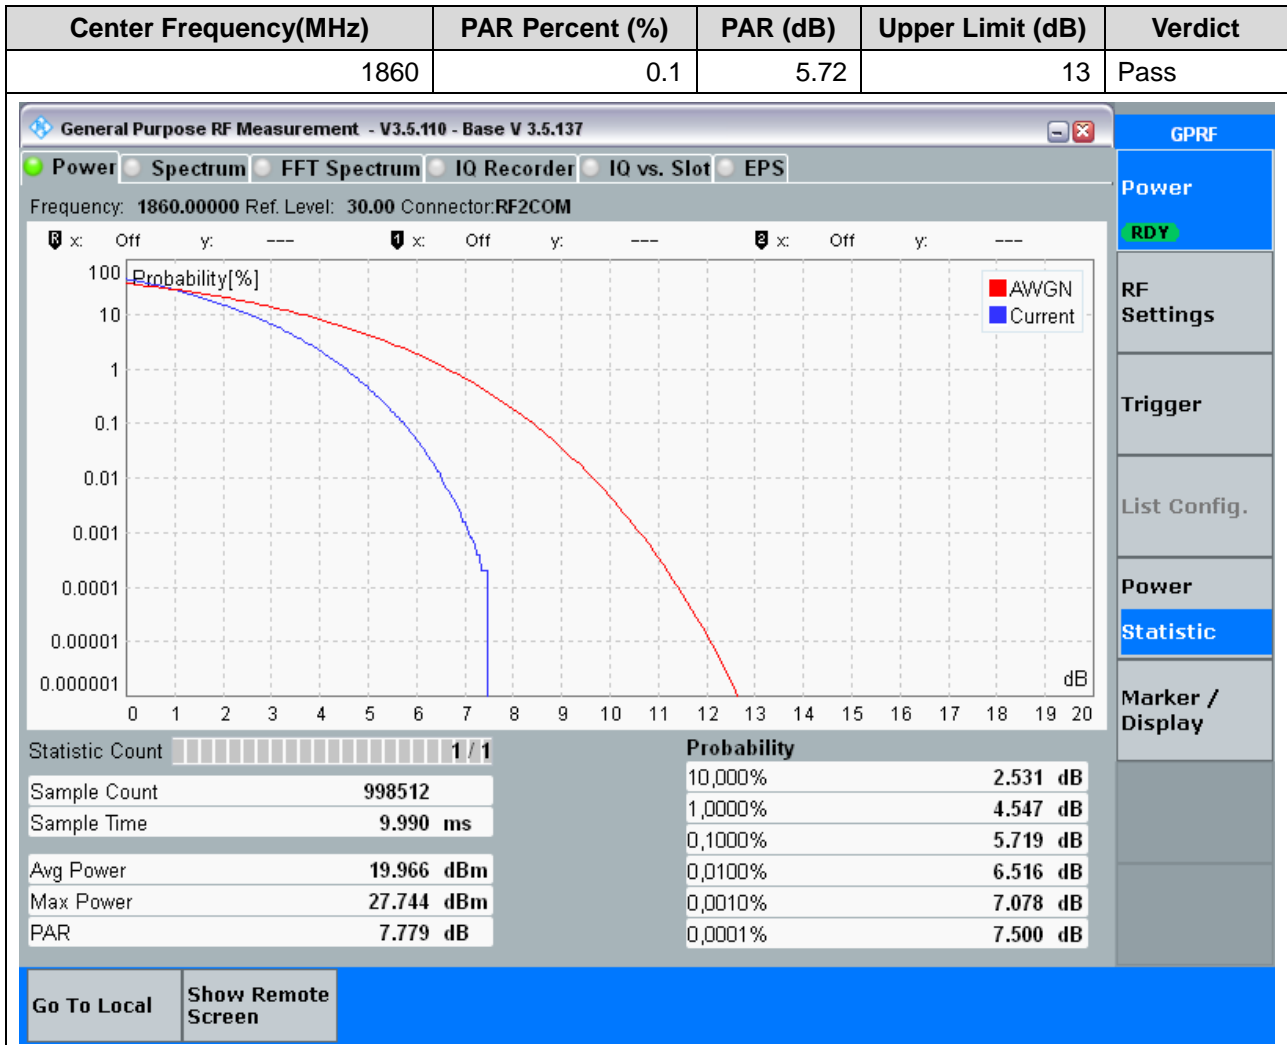 Center Frequency(MHz) PAR Percent (%) PAR (dB) Upper Limit (dB) Verdict
1860 0.1 5.72 13 Pass
General Purpose RF Measurement - V3.5.110 - Base V 3.5.137
GPRF
Power Spectrum FFT Spectrum IQ Recorder IQ vs. Slot EPS
Frequency: 1860.00000 Ref. Level: 30.00 Connector:RF2COM
R x: Off y: --- 1 x: Off y: --- 2 x: Off y: ---
Probability[%]
100
10
1
0.1
0.01
0.001
0.0001
0.00001
0.000001
AWGN
Current
dB
0 1 2 3 4 5 6 7 8 9 10 11 12 13 14 15 16 17 18 19 20
Statistic Count 1 / 1
Sample Count 998512
Sample Time 9.990 ms
Avg Power 19.966 dBm
Max Power 27.744 dBm
PAR 7.779 dB
Probability
10,000% 2.531 dB
1,0000% 4.547 dB
0,1000% 5.719 dB
0,0100% 6.516 dB
0,0010% 7.078 dB
0,0001% 7.500 dB
Power
RDY
RF
Settings
Trigger
List Config.
Power
Statistic
Marker /
Display
Go To Local
Show Remote
Screen